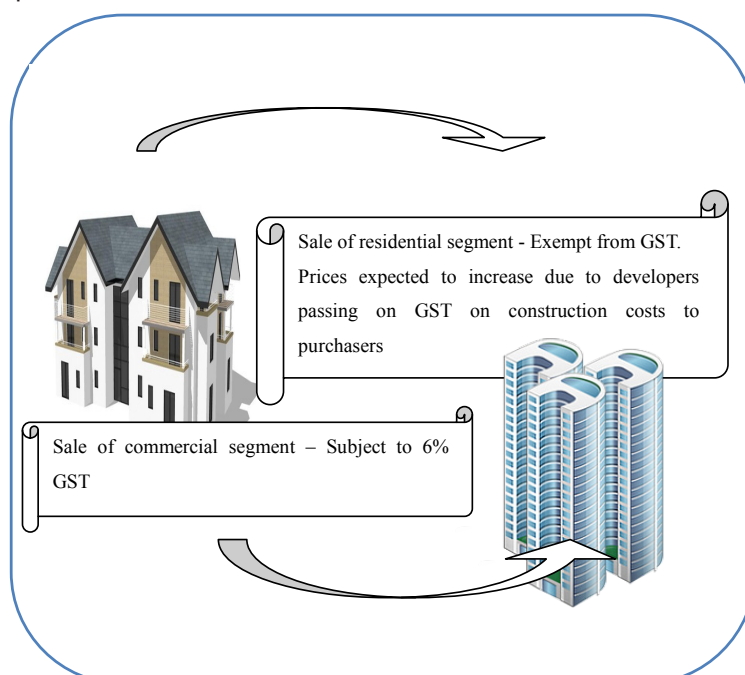 Sale of residential segment - Exempt from GST.
Prices expected to increase due to developers
passing on GST on construction costs to
purchasers
Sale of commercial segment – Subject to 6%
GST